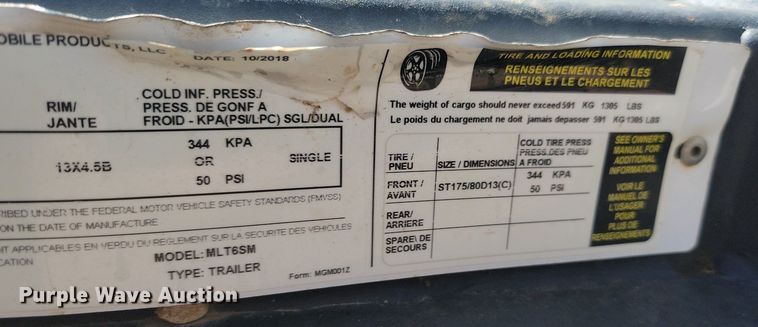 OBILE PRODUCTS, LLC
DATE: 10/2018
RIM/
JANTE
COLD INF. PRESS./
PRESS. DE GONF A
FROID - KPA(PSI/LPC) SGL/DUAL
13X4.5B
344 KPA
OR
50 PSI
SINGLE
RIBED UNDER THE FEDERAL MOTOR VEHICLE SAFETY STANDARDS (FMVSS)
ON THE DATE OF MANUFACTURE
NT APPLICABLES EN VERDU DU REGLEMENT SUR LA SECURITE DES VEHICULES
ICATION
MODEL: MLT6SM
TYPE: TRAILER
Form: MGM001Z
TIRE AND LOADING INFORMATION
RENSEIGNEMENTS SUR LES
PNEUS ET LE CHARGEMENT
The weight of cargo should never exceed 591 KG 1305 LBS
Le poids du chargement ne doit jamais depasser 591 KG 1305 LBS
TIRE /
PNEU
SIZE / DIMENSIONS
COLD TIRE PRESS
PRESS.DES PNEU
A FROID
FRONT /
AVANT
ST175/80D13(C)
344 KPA
50 PSI
REAR/
ARRIERE
SPARE\ DE
SECOURS
SEE OWNER'S
MANUAL FOR
ADDITIONAL
INFORMATION
VOIR LE
MANUEL DE
L'USAGER
POUR
PLUS DE
RENSEIGNEMENTS
Purple Wave Auction